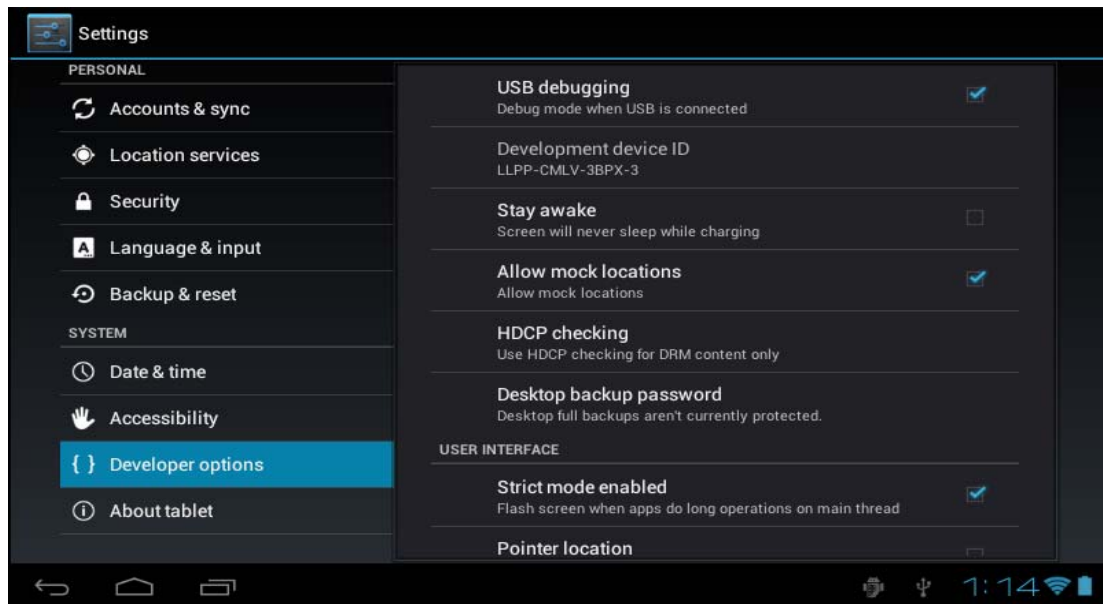 Settings
PERSONAL
Accounts & sync
Location services
Security
Language & input
Backup & reset
SYSTEM
Date & time
Accessibility
{ } Developer options
About tablet
USB debugging
Debug mode when USB is connected
Development device ID
LLPP-CMLV-3BPX-3
Stay awake
Screen will never sleep while charging
Allow mock locations
Allow mock locations
HDCP checking
Use HDCP checking for DRM content only
Desktop backup password
Desktop full backups aren't currently protected.
USER INTERFACE
Strict mode enabled
Flash screen when apps do long operations on main thread
Pointer location
1:14